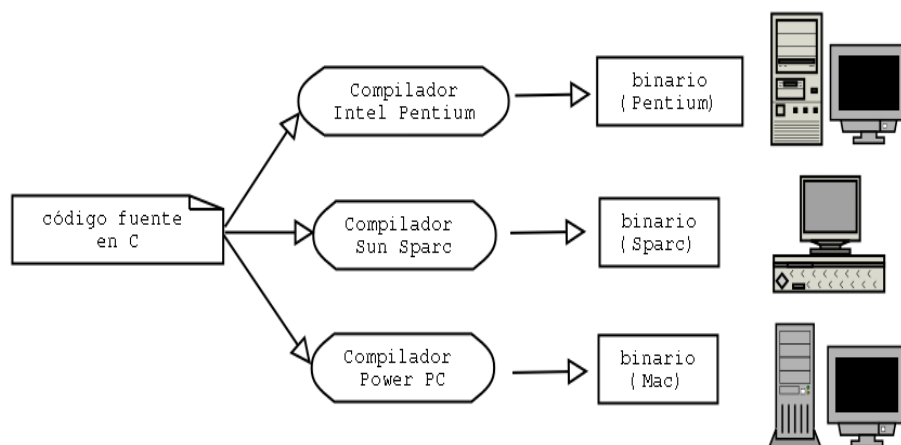 Compilador
Intel Pentium
binario
(Pentium)
código fuente
en C
Compilador
Sun Sparc
binario
(Sparc)
Compilador
Power PC
binario
(Mac)